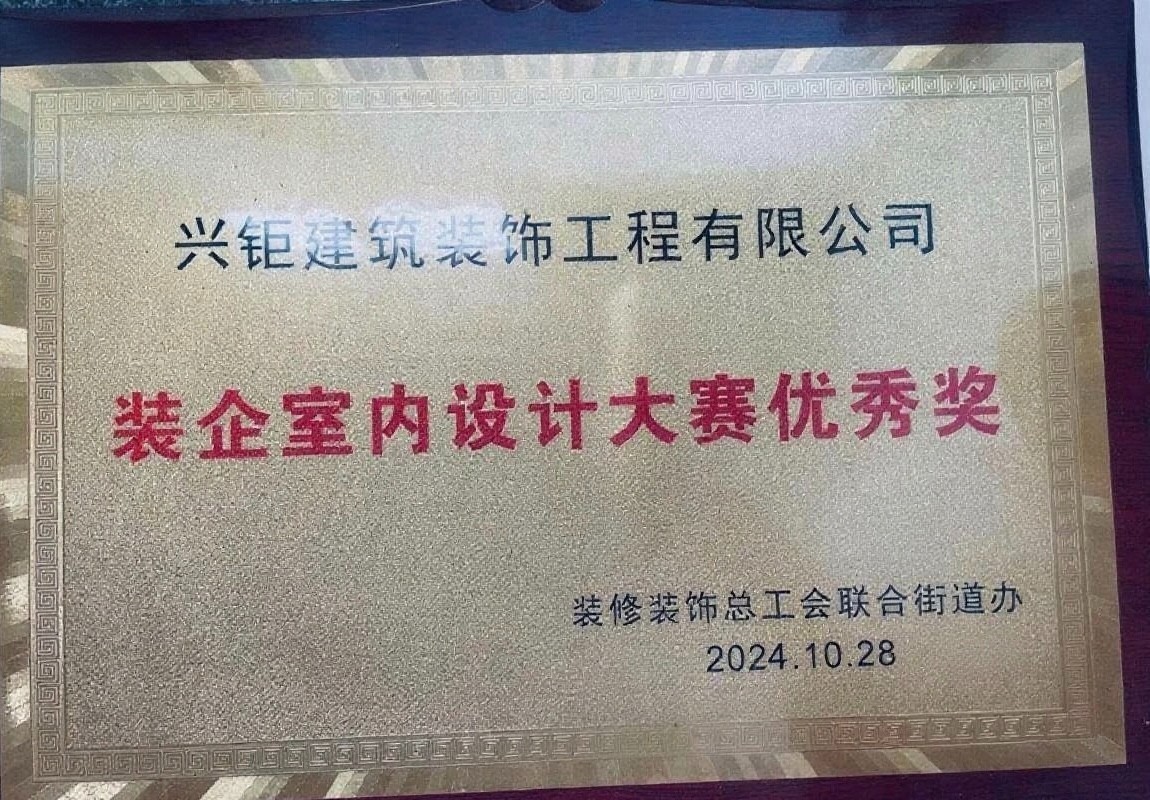 兴钜建筑装饰工程有限公司
装企室内设计大赛优秀奖
装修装饰总工会联合街道办
2024.10.28